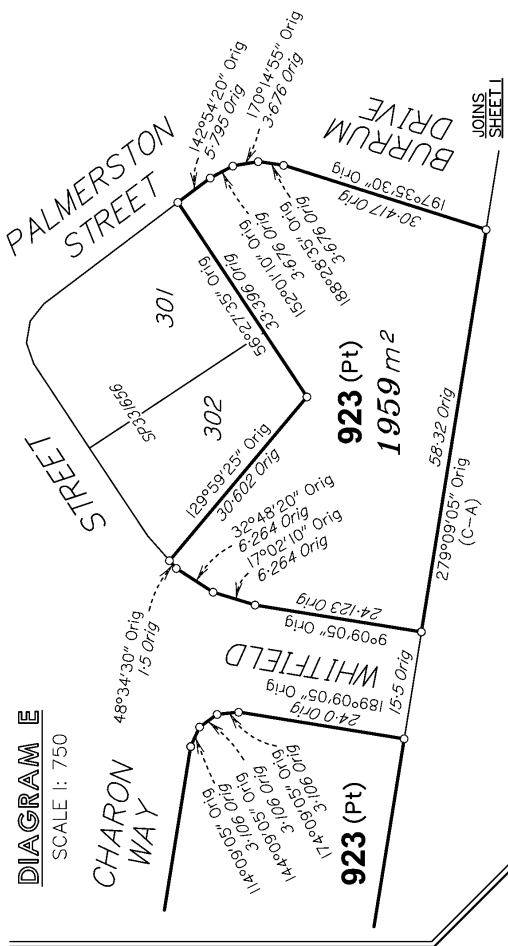 DIAGRAM E
SCALE 1: 750
CHARON
WAY
114°09'05" Orig
3·106 Orig
144°09'05" Orig
3·106 Orig
174°09'05" Orig
3·106 Orig
923 (Pt)
189°09'05" Orig
24·0 Orig
WHITFIELD
STREET
15·5 Orig
9°09'05" Orig
24·123 Orig
48°34'30" Orig
1·5 Orig
32°48'20" Orig
6·264 Orig
17°02'10" Orig
6·264 Orig
129°59'25" Orig
30·602 Orig
302
SP331656
301
56°27'35" Orig
33·396 Orig
PALMERSTON
STREET
142°54'20" Orig
5·795 Orig
170°14'55" Orig
3·676 Orig
152°01'10" Orig
3·676 Orig
188°28'35" Orig
3·676 Orig
BURRUM
DRIVE
197°35'30" Orig
30·417 Orig
923 (Pt)
1959 m²
58·32 Orig
279°09'05" Orig
(C-A)
JOINS
SHEET 1